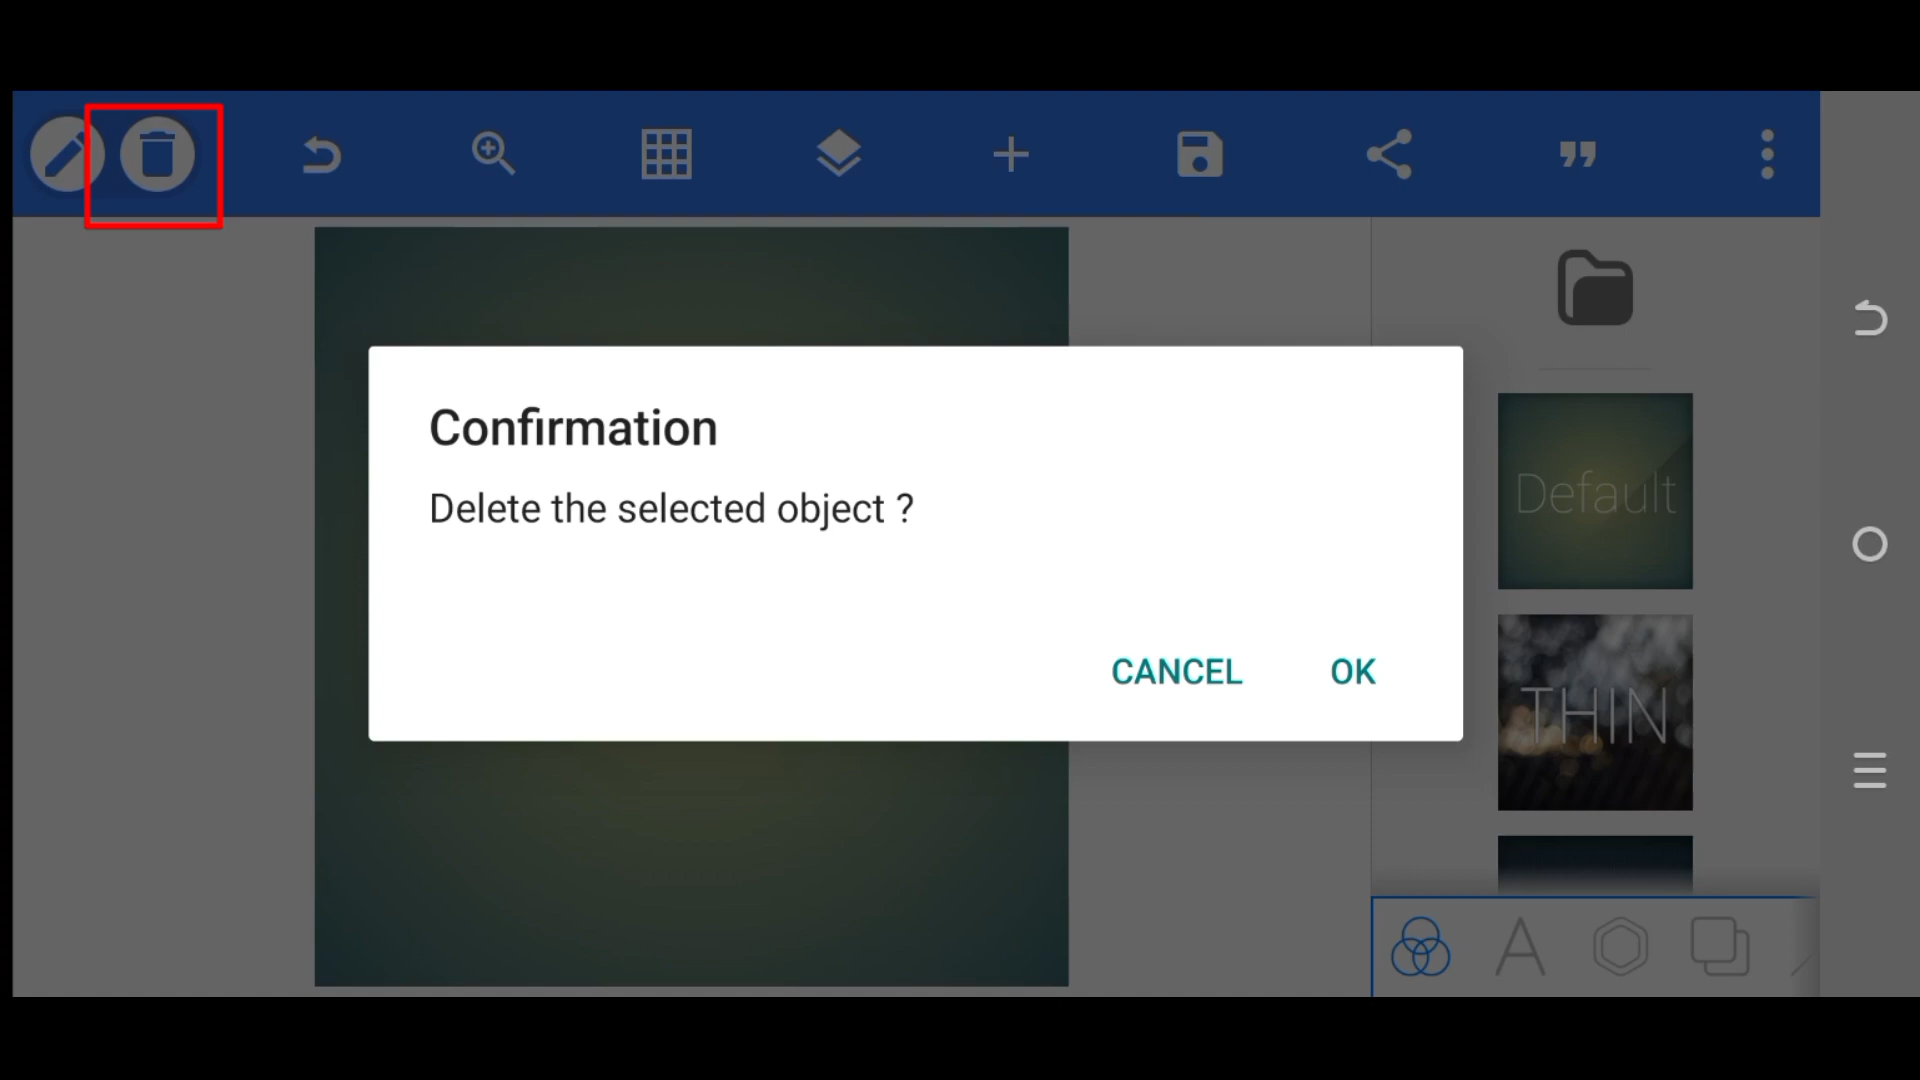 Confirmation
Delete the selected object ?
CANCEL OK
Default
THIN
A